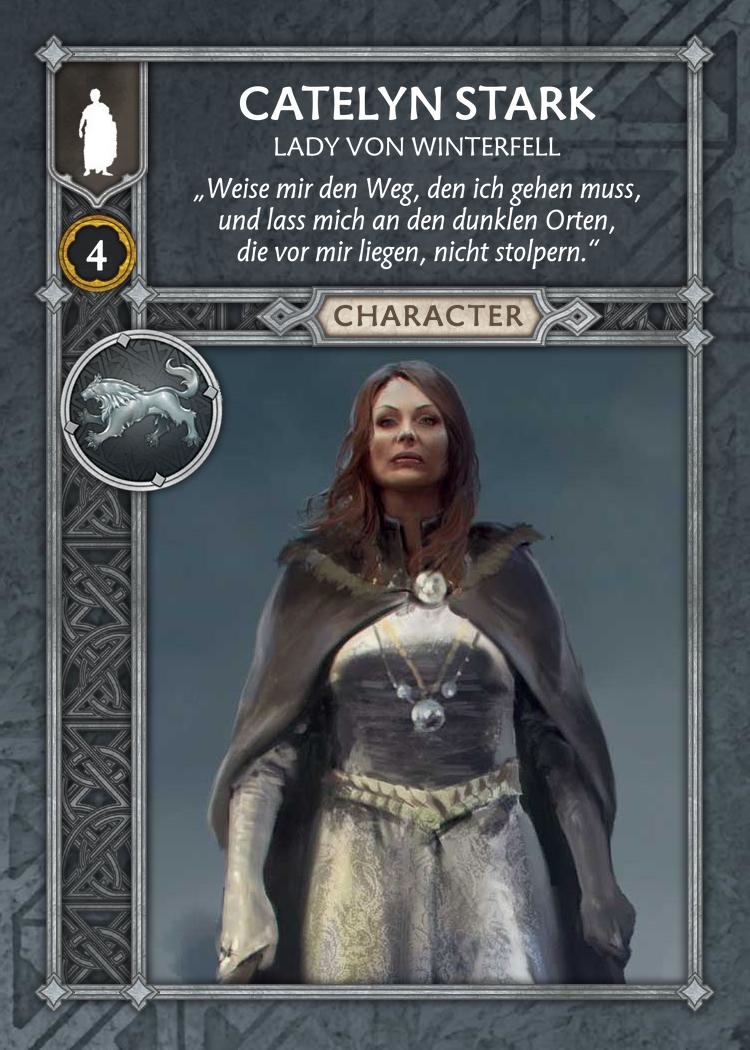 CATELYN STARK
LADY VON WINTERFELL
„Weise mir den Weg, den ich gehen muss,
und lass mich an den dunklen Orten,
die vor mir liegen, nicht stolpern.“
4
CHARACTER